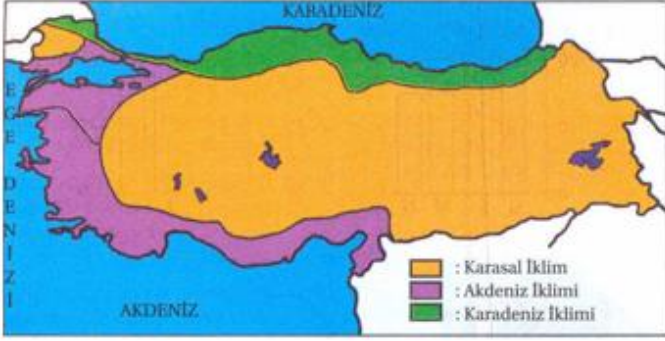 KARADENİZ
EGE DENİZİ
: Karasal İklim
: Akdeniz İklimi
: Karadeniz İklimi
AKDENİZ